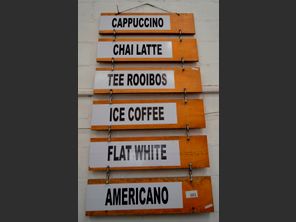 CAPPUCCINO
CHAI LATTE
TEE ROOIBOS
ICE COFFEE
FLAT WHITE
AMERICANO